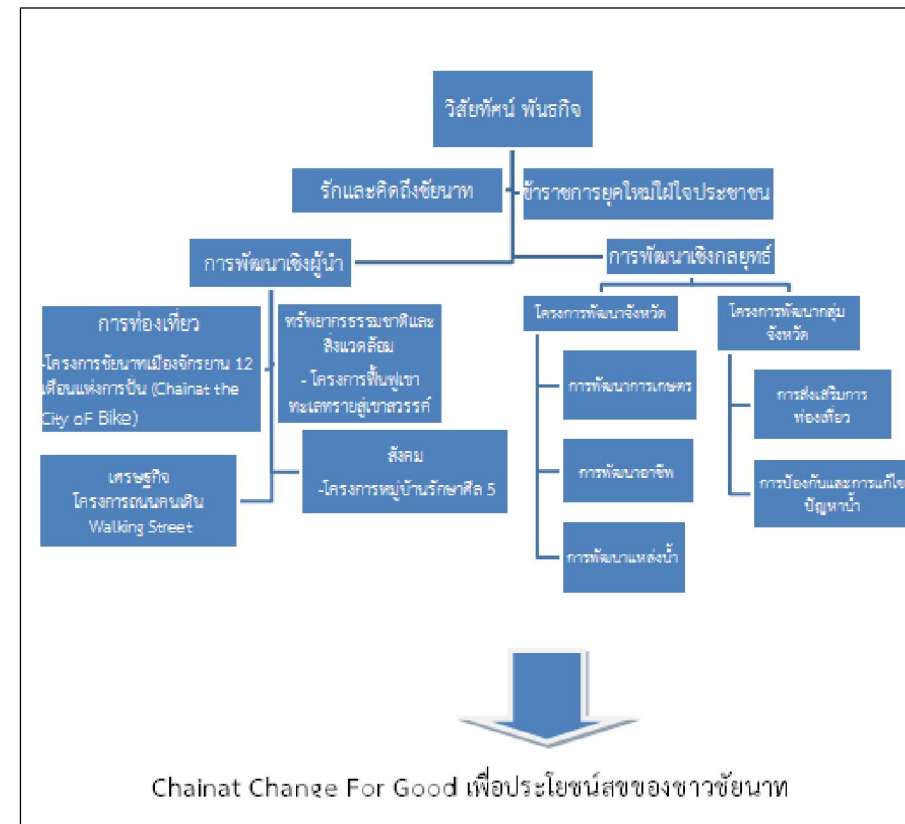 วิสัยทัศน์ พันธกิจ
รักและคิดถึงชัยนาท
ข้าราชการยุคใหม่ใฝ่ใจประชาชน
การพัฒนาเชิงผู้นำ
การพัฒนาเชิงกลยุทธ์
การท่องเที่ยว
-โครงการชัยนาทเมืองจักรยาน 12
เดือนแห่งการปั่น (Chainat the
City oF Bike)
ทรัพยากรธรรมชาติและ
สิ่งแวดล้อม
- โครงการฟื้นฟูเขา
ทะเลทรายสู่เขาสวรรค์
เศรษฐกิจ
โครงการถนนคนเดิน
Walking Street
สังคม
-โครงการหมู่บ้านรักษาศีล 5
โครงการพัฒนาจังหวัด
การพัฒนาการเกษตร
การพัฒนาอาชีพ
การพัฒนาแหล่งน้ำ
โครงการพัฒนากลุ่ม
จังหวัด
การส่งเสริมการ
ท่องเที่ยว
การป้องกันและการแก้ไข
ปัญหาน้ำ
Chainat Change For Good เพื่อประโยชน์สุขของชาวชัยนาท